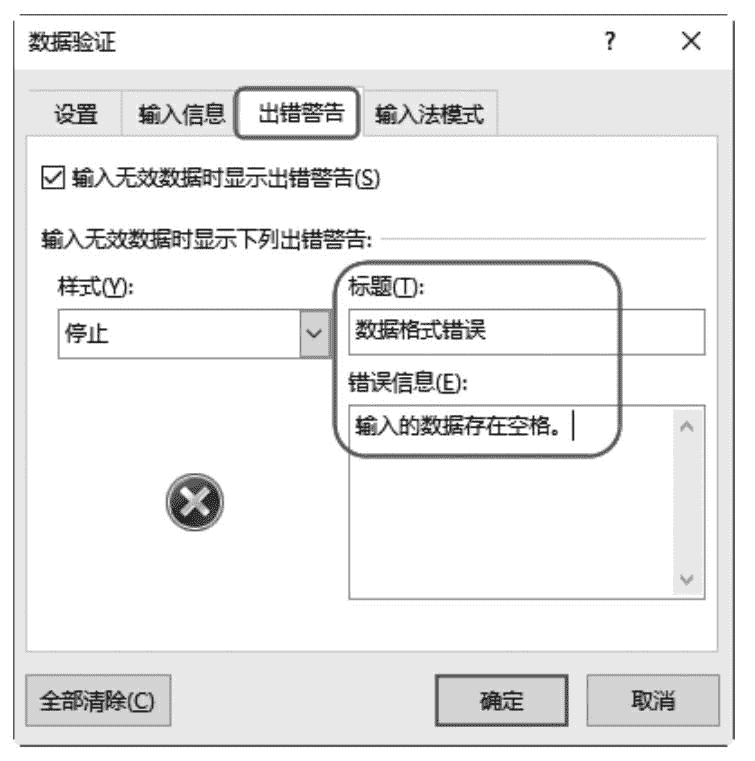 数据验证 ? ×
设置 输入信息 出错警告 输入法模式
输入无效数据时显示出错警告(S)
输入无效数据时显示下列出错警告:
样式(Y): 标题(T):
停止 数据格式错误
错误信息(E):
输入的数据存在空格。
全部清除(C) 确定 取消